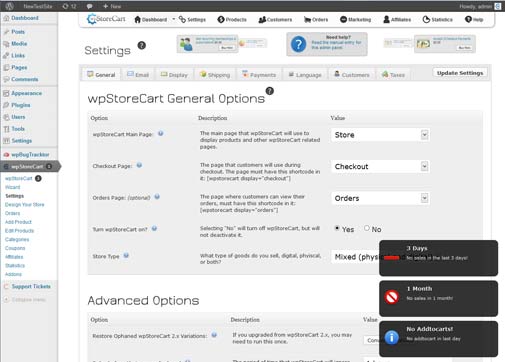 NewTestSite
+ New
Howdy, admin
Dashboard
Posts
Media
Links
Pages
Comments
Appearance
Plugins
Users
Tools
Settings
wpBugTracktor
wpStoreCart
wpStoreCart
Wizard
Settings
Design Your Store
Orders
Add Product
Edit Products
Categories
Coupons
Affiliates
Statistics
Addons
Support Tickets
Collapse menu
wpStoreCart
Dashboard
Settings
Products
Customers
Orders
Marketing
Affiliates
Statistics
Help
Settings
Need help?
Read the manual entry for this admin panel
General
Email
Display
Shipping
Payments
Language
Customers
Taxes
Update Settings
wpStoreCart General Options
Option Description Value
wpStoreCart Main Page:
The main page that wpStoreCart will use to
display products and other wpStoreCart related
pages.
Store
Checkout Page:
The page that customers will use during
checkout. The page must have this shortcode in
it: [wpstorecart display="checkout"]
Checkout
Orders Page: (optional)
The page where customers can view their
orders, must have this shortcode in it:
[wpstorecart display="orders"]
Orders
Turn wpStoreCart on?
Selecting "No" will turn off wpStoreCart, but will
not deactivate it.
Yes No
Store Type
What type of goods do you sell, digital, phviscal,
or both?
Mixed (phys
3 Days
No sales in the last 3 days!
1 Month
No sales in 1 month!
No Addtocarts!
No addtocart in last day
Advanced Options
Option Description
Restore Ophaned wpStoreCart 2.x Variations:
If you upgraded from wpStoreCart 2.x, you may
need to run this once.